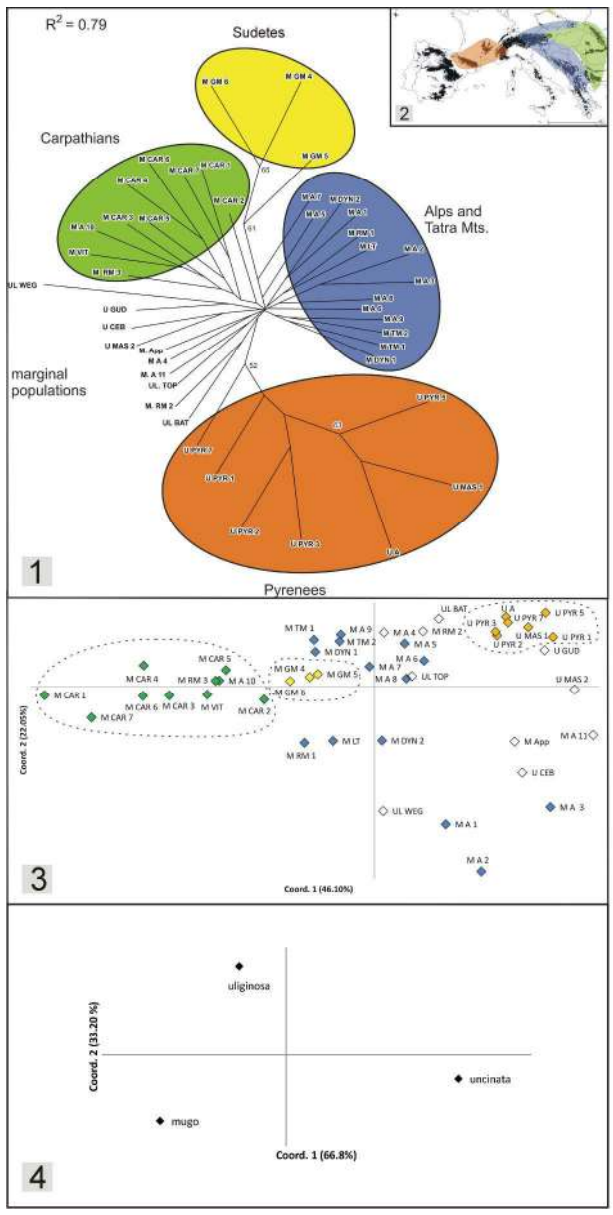 R² = 0.79
Sudetes
2
M GM 6
M GM 4
M GM 5
65
61
Carpathians
M CAR 6
M CAR 1
M CAR 4
M CAR 2
M CAR 3
M CAR 5
M A 10
M VIT
M RM 3
Alps and
Tatra Mts.
M A 7
M DYN 2
M A 5
M A 1
M RM 1
M LT
M A 2
M A 8
M A 6
M A 9
M TM 2
M TM 1
M DYN 1
UL WEG
U GUD
U CEB
U MAS 2
M. App
M A 4
M. A 11
UL. TOP
M. RM 2
UL BAT
marginal
populations
52
63
U PYR 5
U PYR 7
U PYR 1
U MAS 1
U PYR 2
U PYR 3
U A
1
Pyrenees
M TM 1
M A 9
M TM 2
M DYN 1
M A 4
UL BAT
M RM 2
M A 5
U A
U PYR 7
U PYR 5
U PYR 3
U MAS 1
U PYR 1
U PYR 2
U GUD
M CAR 5
M CAR 4
M RM 3
M A 10
M GM 4
M GM 5
M GM 6
M A 7
M A 6
M A 8
UL TOP
U MAS 2
M CAR 1
M CAR 6
M CAR 3
M VIT
M CAR 2
M CAR 7
M RM 1
M LT
M DYN 2
M App
M A 11
U CEB
UL WEG
M A 1
M A 3
M A 2
Coord. 2 (22.05%)
3
Coord. 1 (46.10%)
uliginosa
Coord. 2 (33.20 %)
uncinata
mugo
4
Coord. 1 (66.8%)